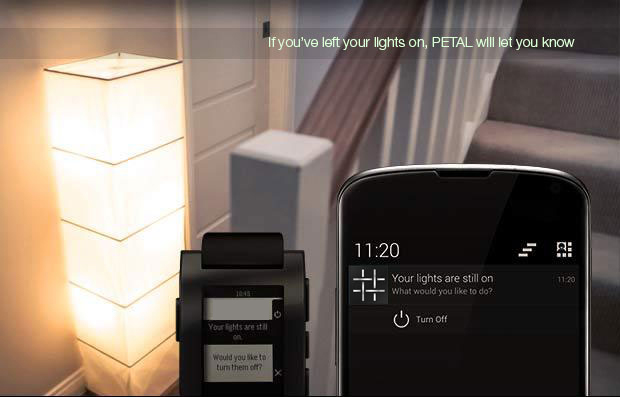 If you've left your lights on, PETAL will let you know
11:20
Your lights are still on
11:20
What would you like to do?
Turn Off
10:45
Your lights are still
on.
Would you like to
turn them off?